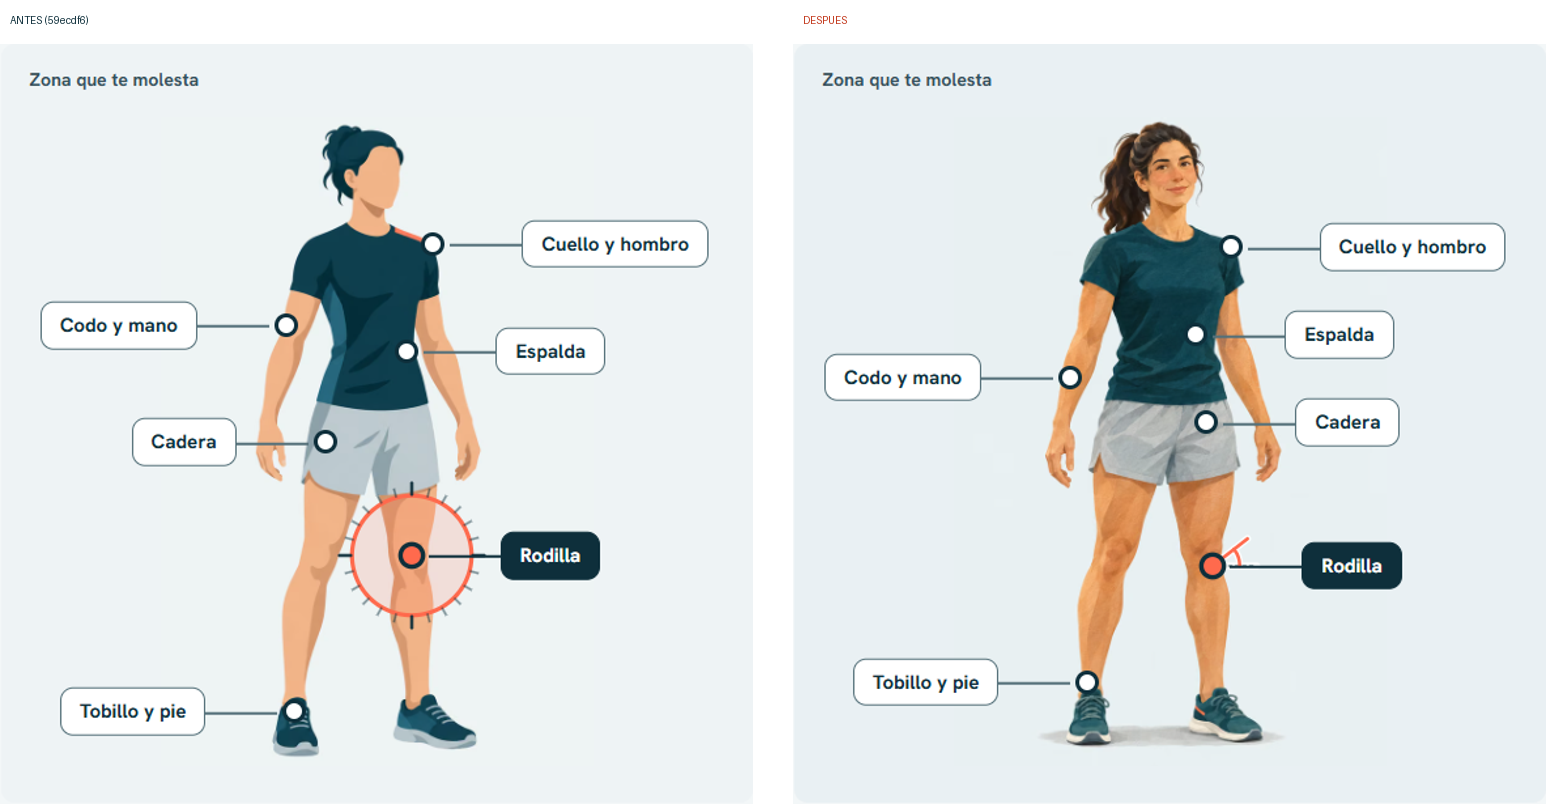 ANTES (59ecdf6)
Zona que te molesta
Cuello y hombro
Codo y mano
Espalda
Cadera
Rodilla
Tobillo y pie
DESPUES
Zona que te molesta
Cuello y hombro
Espalda
Codo y mano
Cadera
Rodilla
Tobillo y pie